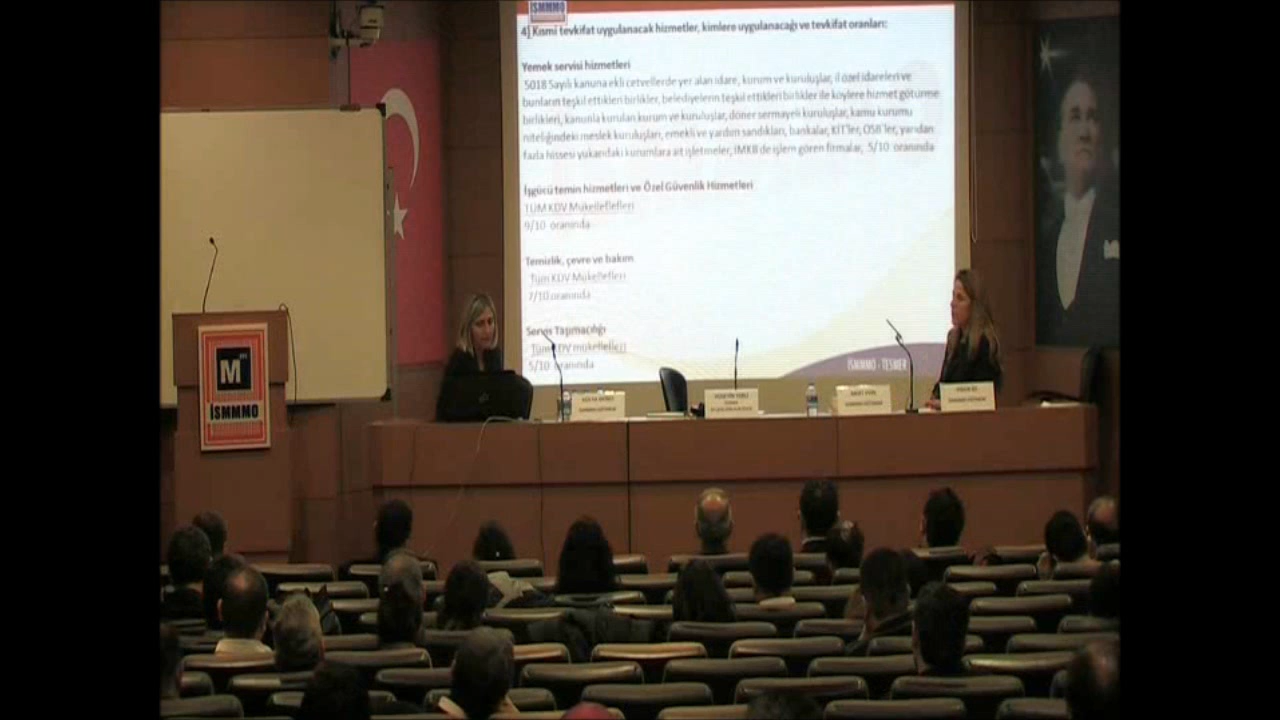 İSMMMO
4] Kısmi tevkifat uygulanacak hizmetler, kimlere uygulanacağı ve tevkifat oranları:
Yemek servisi hizmetleri
5018 Sayılı kanuna ekli cetvellerde yer alan idare, kurum ve kuruluşlar, il özel idareleri ve
bunların teşkil ettikleri birlikler, belediyelerin teşkil ettikleri birlikler ile köylere hizmet götürme
birlikleri, kanunla kurulan kurum ve kuruluşlar, döner sermayeli kuruluşlar, kamu kurumu
niteliğindeki meslek kuruluşları, emekli ve yardım sandıkları, bankalar, KİT'ler, OSB'ler, yarıdan
fazla hissesi yukarıdaki kurumlara ait işletmeler, İMKB de işlem gören firmalar, 5/10 oranında
İşgücü temin hizmetleri ve Özel Güvenlik Hizmetleri
TÜM KDV Mükelleflefleri
9/10 oranında
Temizlik, çevre ve bakım
Tüm KDV Mükellefleri
7/10 oranında
Servis Taşımacılığı
Tüm KDV mükellefleri
5/10 oranında
İSMMMO - TESMER
M
İSMMMO